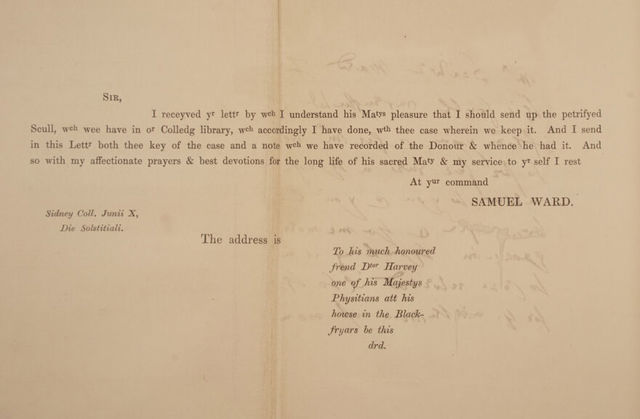 Sir,
I receyved yr lettr by wch I understand his Matys pleasure that I should send up the petrifyed
Scull, wch wee have in or Colledg library, wch accordingly I have done, wth thee case wherein we keep it. And I send
in this Lettr both thee key of the case and a note wch we have recorded of the Donour & whence he had it. And
so with my affectionate prayers & best devotions for the long life of his sacred Maty & my service to yr self I rest
At yur command
SAMUEL WARD.
Sidney Coll. Junii X,
Die Solstitiali.
The address is
To his much honoured
frend Dtor Harvey
one of his Majestys
Physitians att his
howse in the Black-
fryars be this
drd.